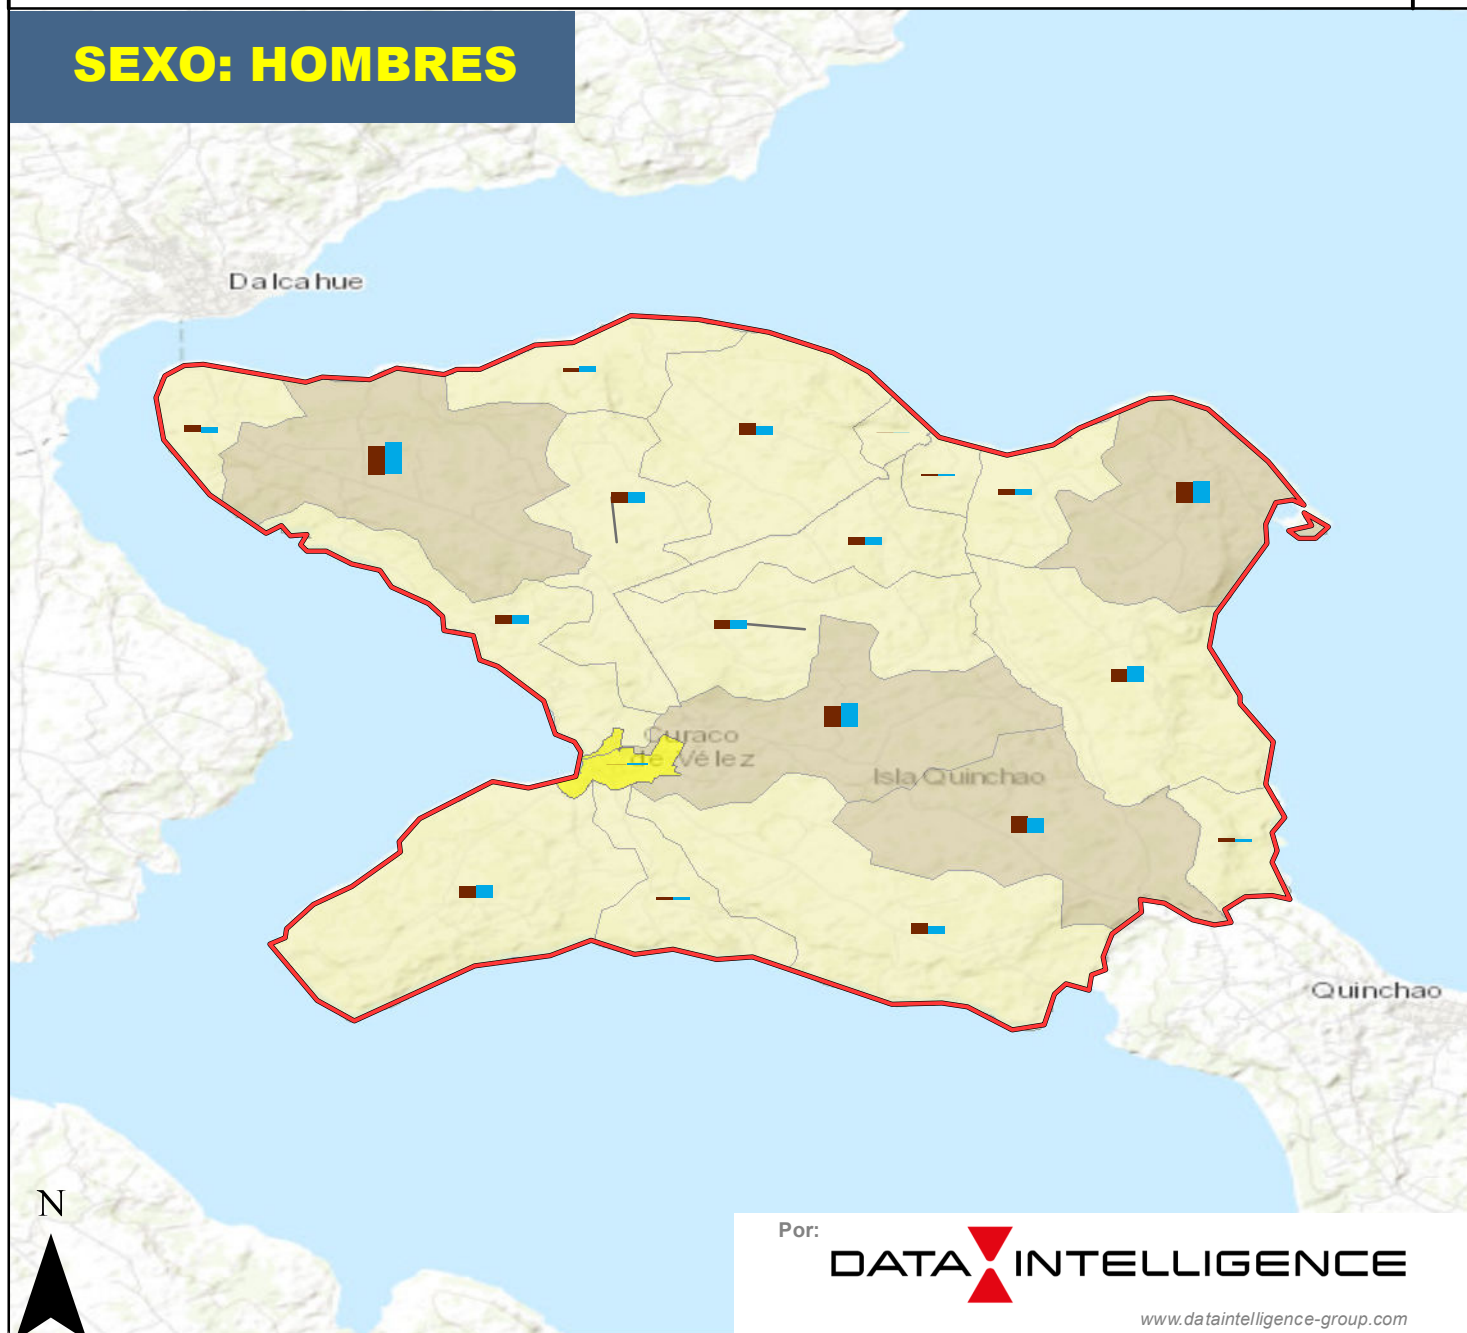 SEXO: HOMBRES
Dalcahue
Curaco
de Vélez
Isla Quinchao
Quinchao
N
Por:
DATA INTELLIGENCE
www.dataintelligence-group.com